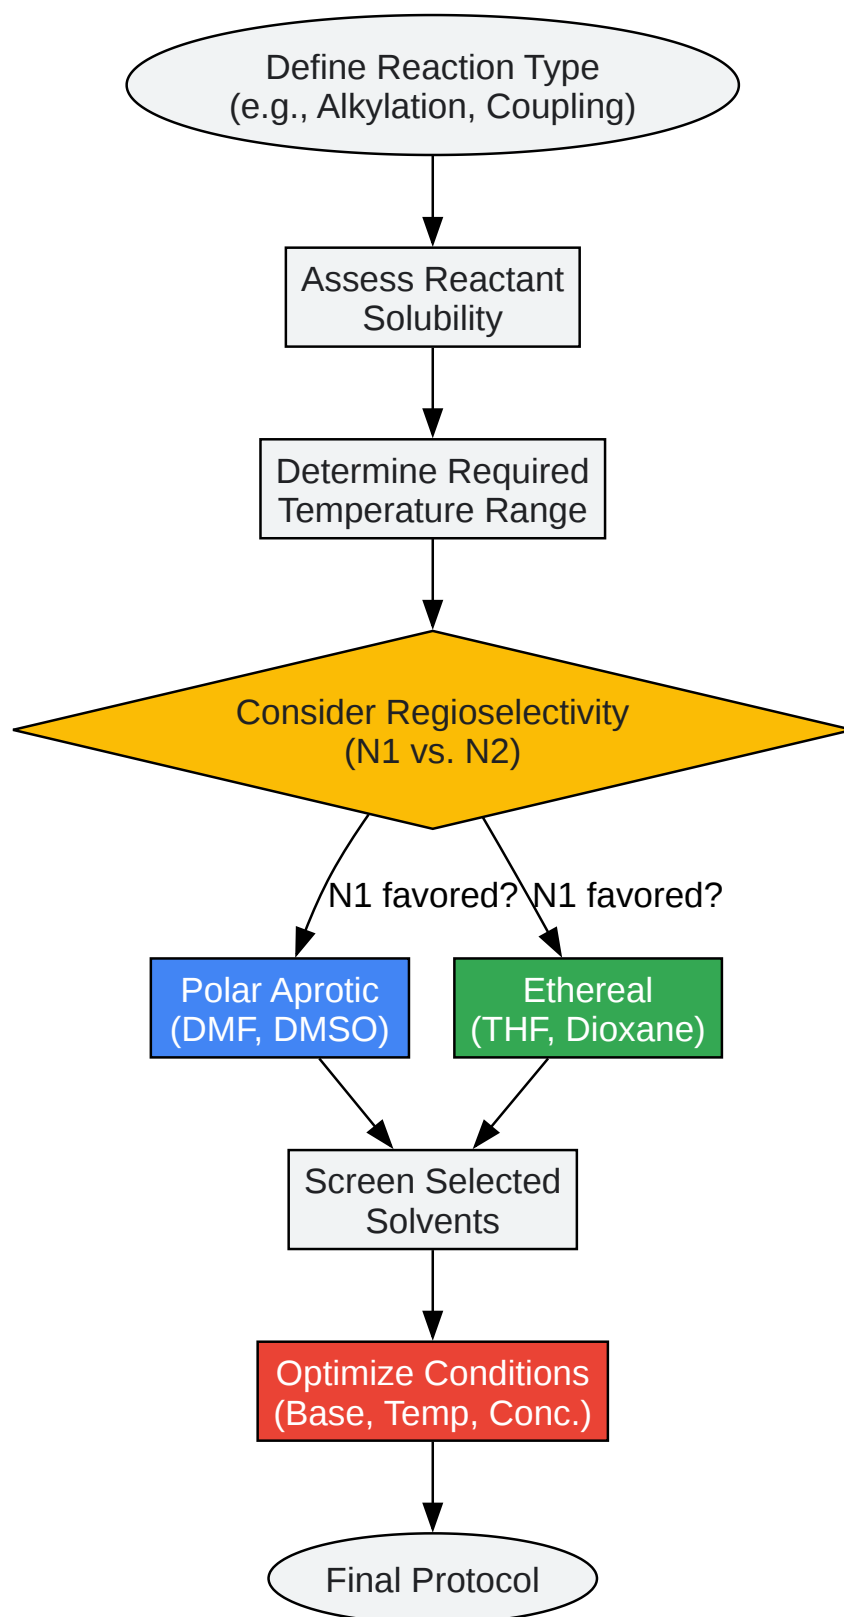 Define Reaction Type
(e.g., Alkylation, Coupling)
Assess Reactant
Solubility
Determine Required
Temperature Range
Consider Regioselectivity
(N1 vs. N2)
N1 favored?
N1 favored?
Polar Aprotic
(DMF, DMSO)
Ethereal
(THF, Dioxane)
Screen Selected
Solvents
Optimize Conditions
(Base, Temp, Conc.)
Final Protocol